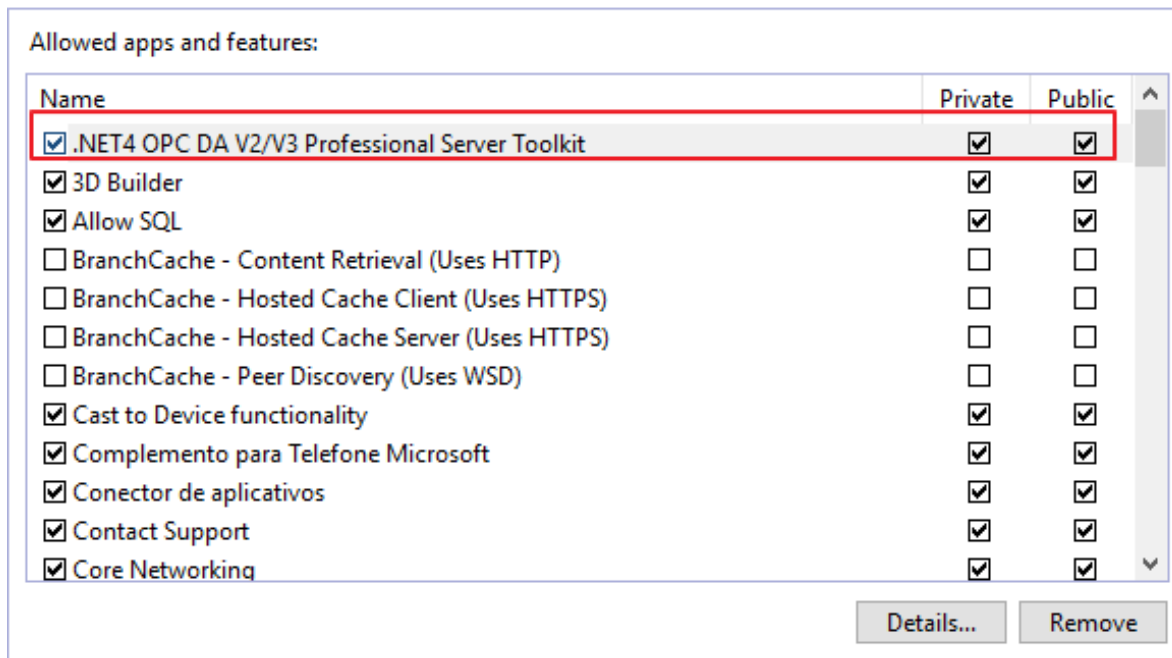 Allowed apps and features:
Name Private Public
.NET4 OPC DA V2/V3 Professional Server Toolkit
3D Builder
Allow SQL
BranchCache - Content Retrieval (Uses HTTP)
BranchCache - Hosted Cache Client (Uses HTTPS)
BranchCache - Hosted Cache Server (Uses HTTPS)
BranchCache - Peer Discovery (Uses WSD)
Cast to Device functionality
Complemento para Telefone Microsoft
Conector de aplicativos
Contact Support
Core Networking
Details... Remove